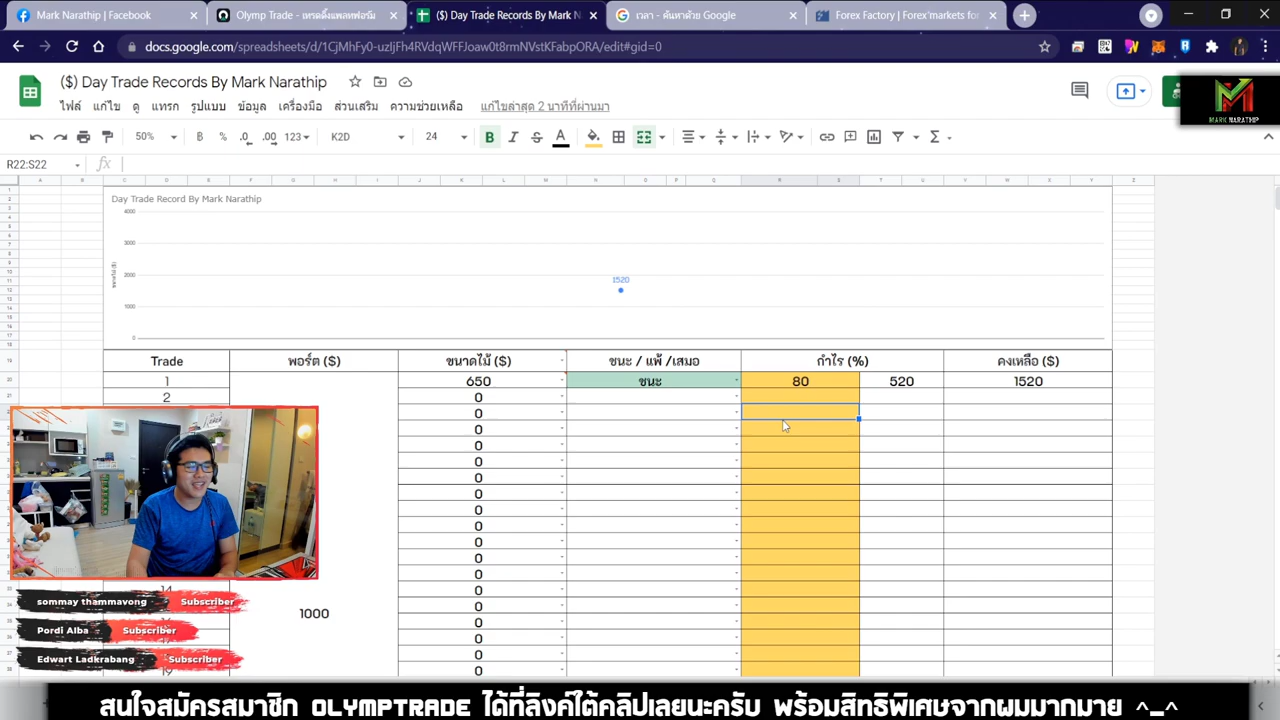 Mark Narathip | Facebook
Olymp Trade - เทรดดิ้งแพลทฟอร์ม
($) Day Trade Records By Mark N
เวลา - ค้นหาด้วย Google
Forex Factory | Forex markets for
docs.google.com/spreadsheets/d/1CjMhFy0-uzIjFh4RVdqWFFJoaw0t8rmNVstKFabpORA/edit#gid=0
($) Day Trade Records By Mark Narathip
ไฟล์ แก้ไข ดู แทรก รูปแบบ ข้อมูล เครื่องมือ ส่วนเสริม ความช่วยเหลือ แก้ไขล่าสุด 2 นาทีที่ผ่านมา
MARK NARATHIP
50% ฿ % .0 .00 123 K2D 24 B I S A
R22:S22 fx
Day Trade Record By Mark Narathip
4000
3000
2000
1000
0
1520
Trade พอร์ต ($) ขนาดไม้ ($) ชนะ / แพ้ /เสมอ กำไร (%) คงเหลือ ($)
1 650 ชนะ 80 520 1520
2 0
0
0
0
0
0
0
0
0
0
0
0
0
1000
0
0
0
0
sommay thammavong Subscriber
Pordi Alba Subscriber
Edwart Ladkrabang Subscriber
สนใจสมัครสมาชิก OLYMPTRADE ได้ที่ลิงค์ใต้คลิปเลยนะครับ พร้อมสิทธิพิเศษจากผมมากมาย ^_^